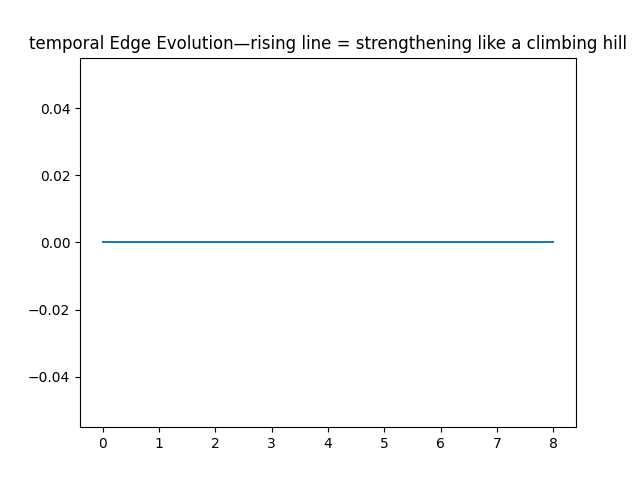 temporal Edge Evolution—rising line = strengthening like a climbing hill
0.04
0.02
0.00
−0.02
−0.04
0 1 2 3 4 5 6 7 8